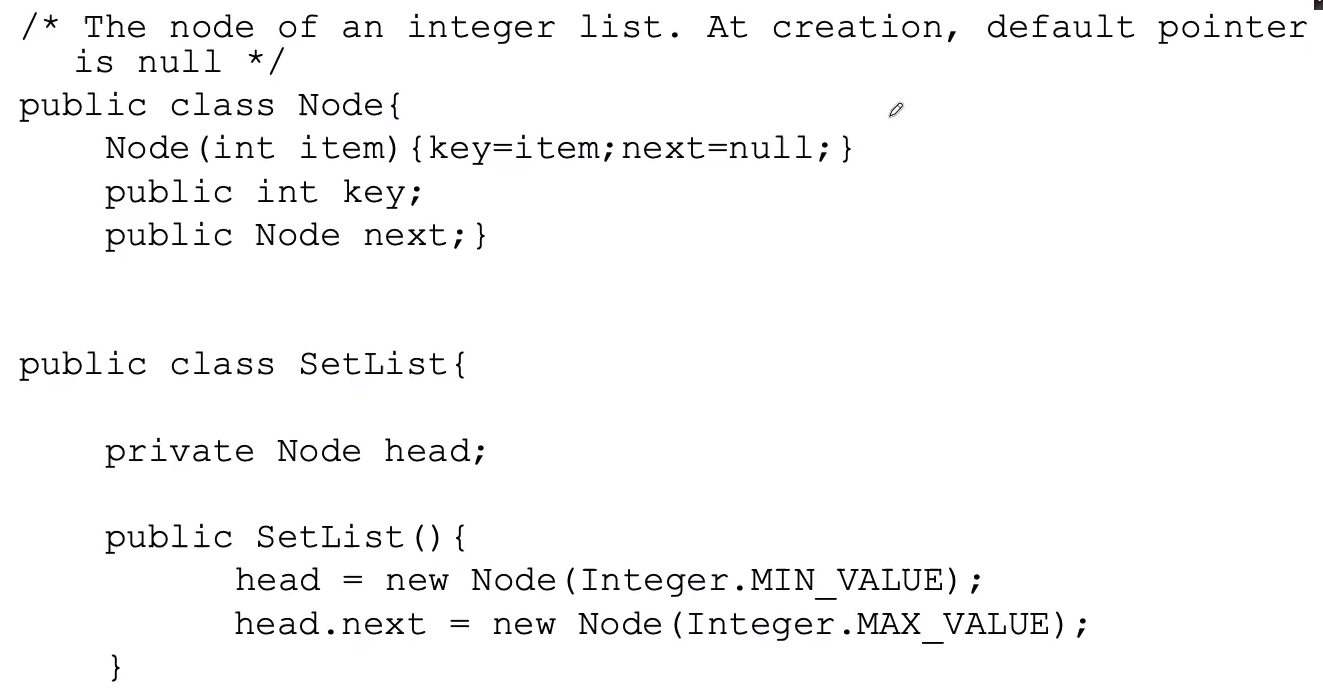 /* The node of an integer list. At creation, default pointer
is null */
public class Node{
Node(int item){key=item;next=null;}
public int key;
public Node next;}
public class SetList{
private Node head;
public SetList(){
head = new Node(Integer.MIN_VALUE);
head.next = new Node(Integer.MAX_VALUE);
}